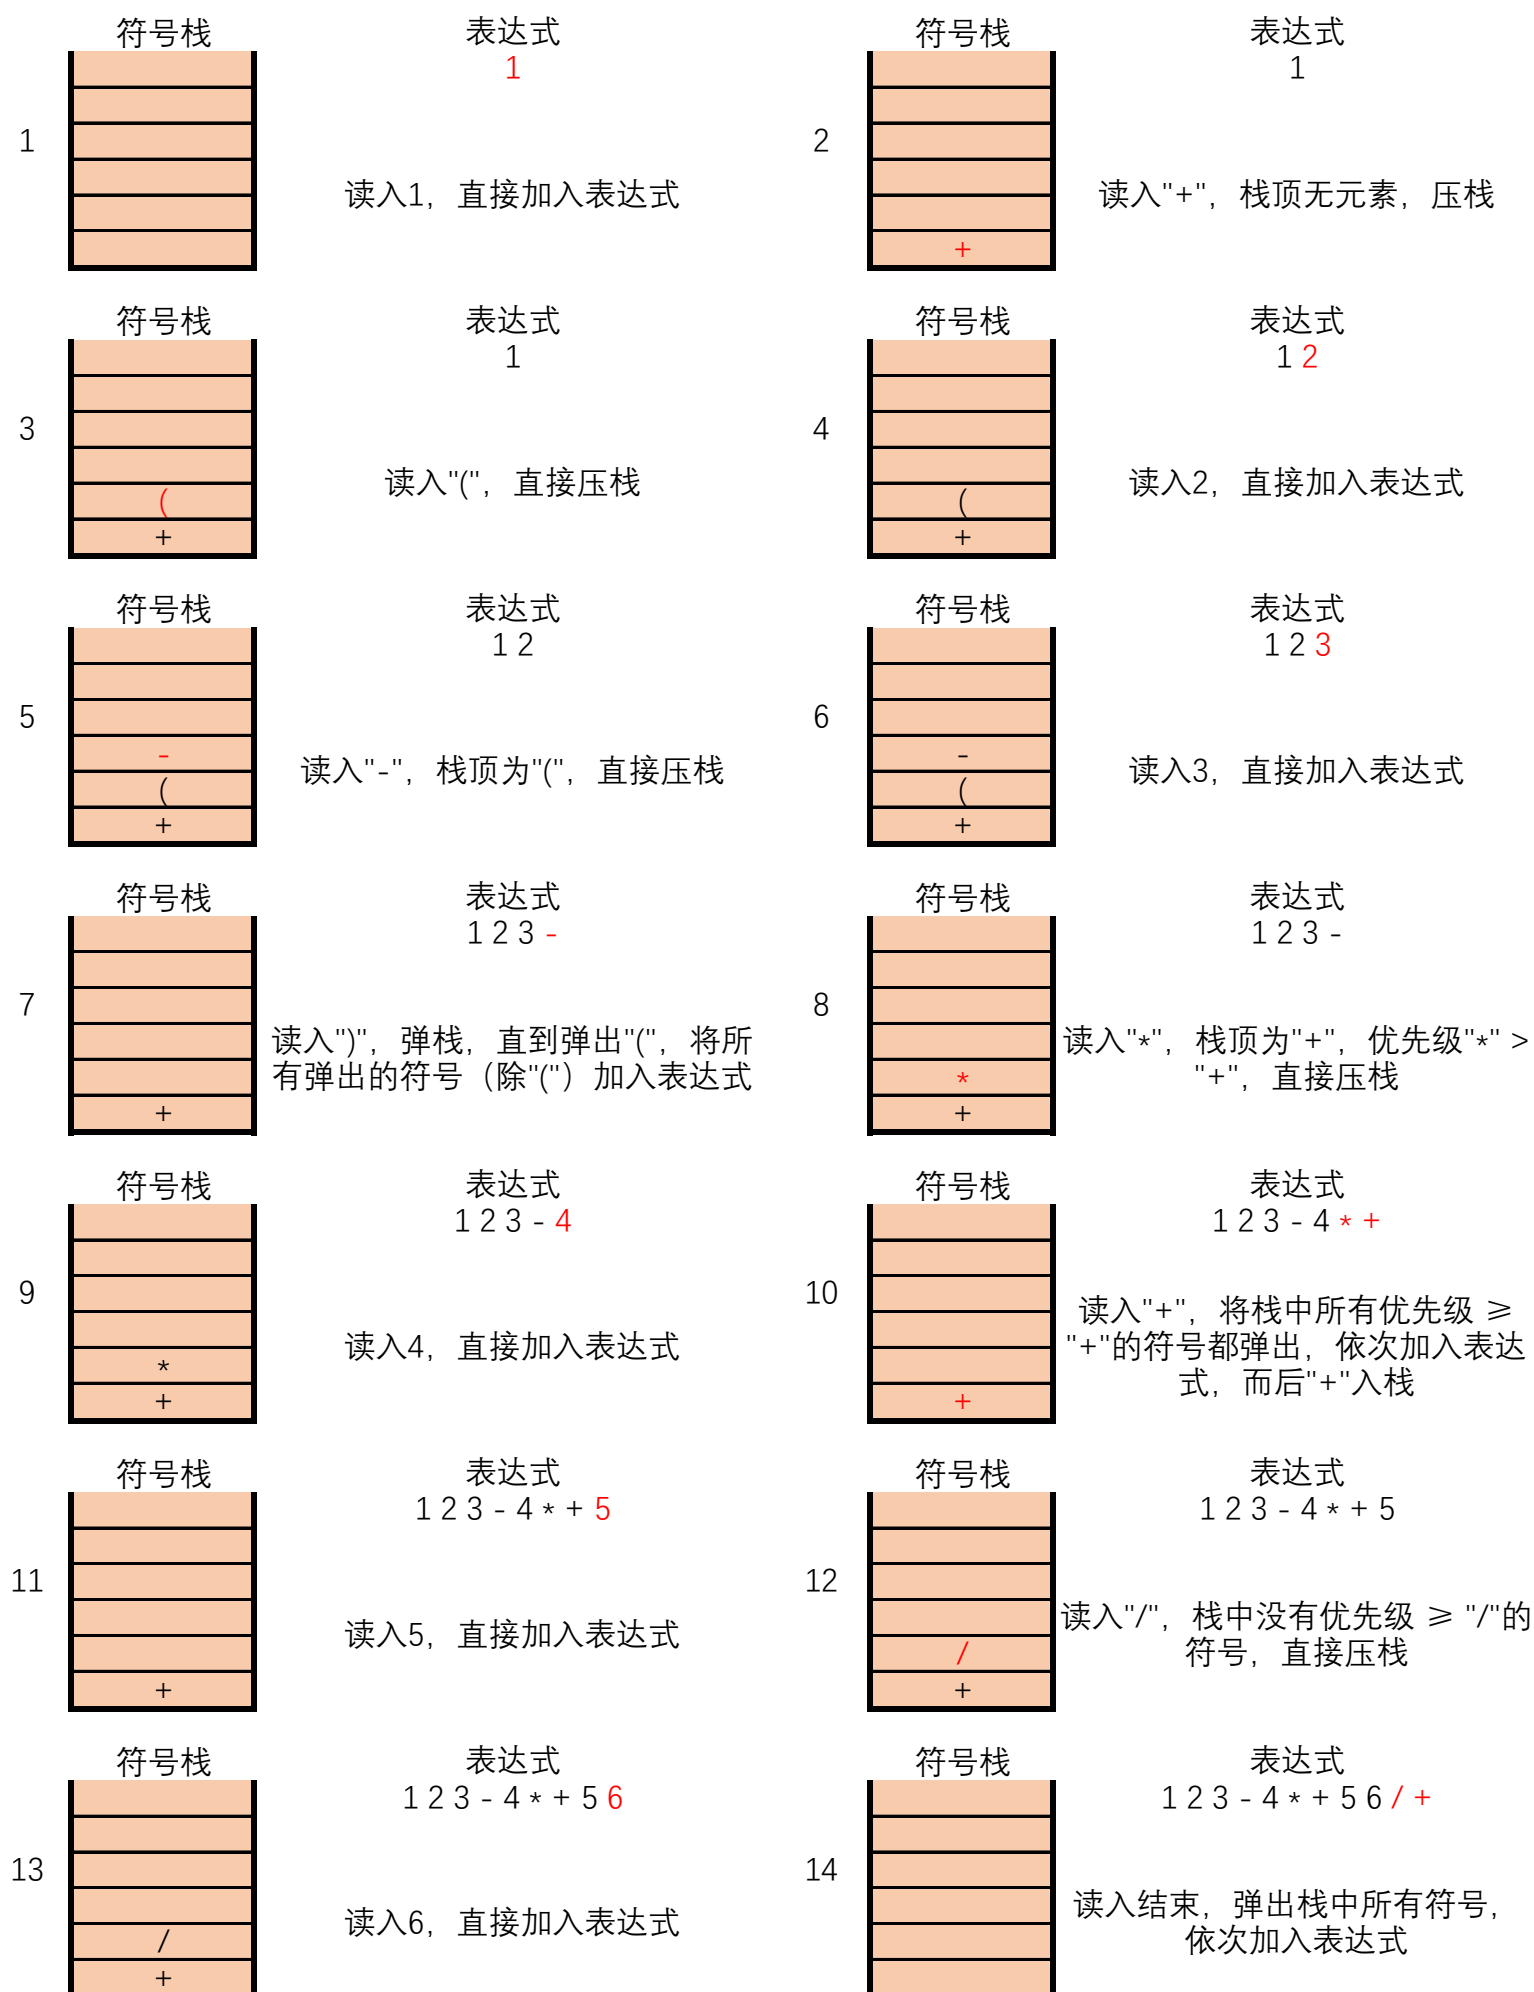 符号栈 表达式
1
1
读入1，直接加入表达式
符号栈 表达式
1
2
读入"+"，栈顶无元素，压栈
+
符号栈 表达式
1
3
读入"("，直接压栈
(
+
符号栈 表达式
1 2
4
读入2，直接加入表达式
(
+
符号栈 表达式
1 2
5
-
读入"-"，栈顶为"("，直接压栈
(
+
符号栈 表达式
1 2 3
6
-
读入3，直接加入表达式
(
+
符号栈 表达式
1 2 3 -
7
读入")"，弹栈，直到弹出"("，将所
有弹出的符号（除"("）加入表达式
+
符号栈 表达式
1 2 3 -
8
读入"*"，栈顶为"+"，优先级"*" >
"+"，直接压栈
*
+
符号栈 表达式
1 2 3 - 4
9
读入4，直接加入表达式
*
+
符号栈 表达式
1 2 3 - 4 * +
10
读入"+"，将栈中所有优先级 ≥
"+"的符号都弹出，依次加入表达
式，而后"+"入栈
+
符号栈 表达式
1 2 3 - 4 * + 5
11
读入5，直接加入表达式
+
符号栈 表达式
1 2 3 - 4 * + 5
12
读入"/"，栈中没有优先级 ≥ "/"的
符号，直接压栈
/
+
符号栈 表达式
1 2 3 - 4 * + 5 6
13
读入6，直接加入表达式
/
+
符号栈 表达式
1 2 3 - 4 * + 5 6 / +
14
读入结束，弹出栈中所有符号，
依次加入表达式